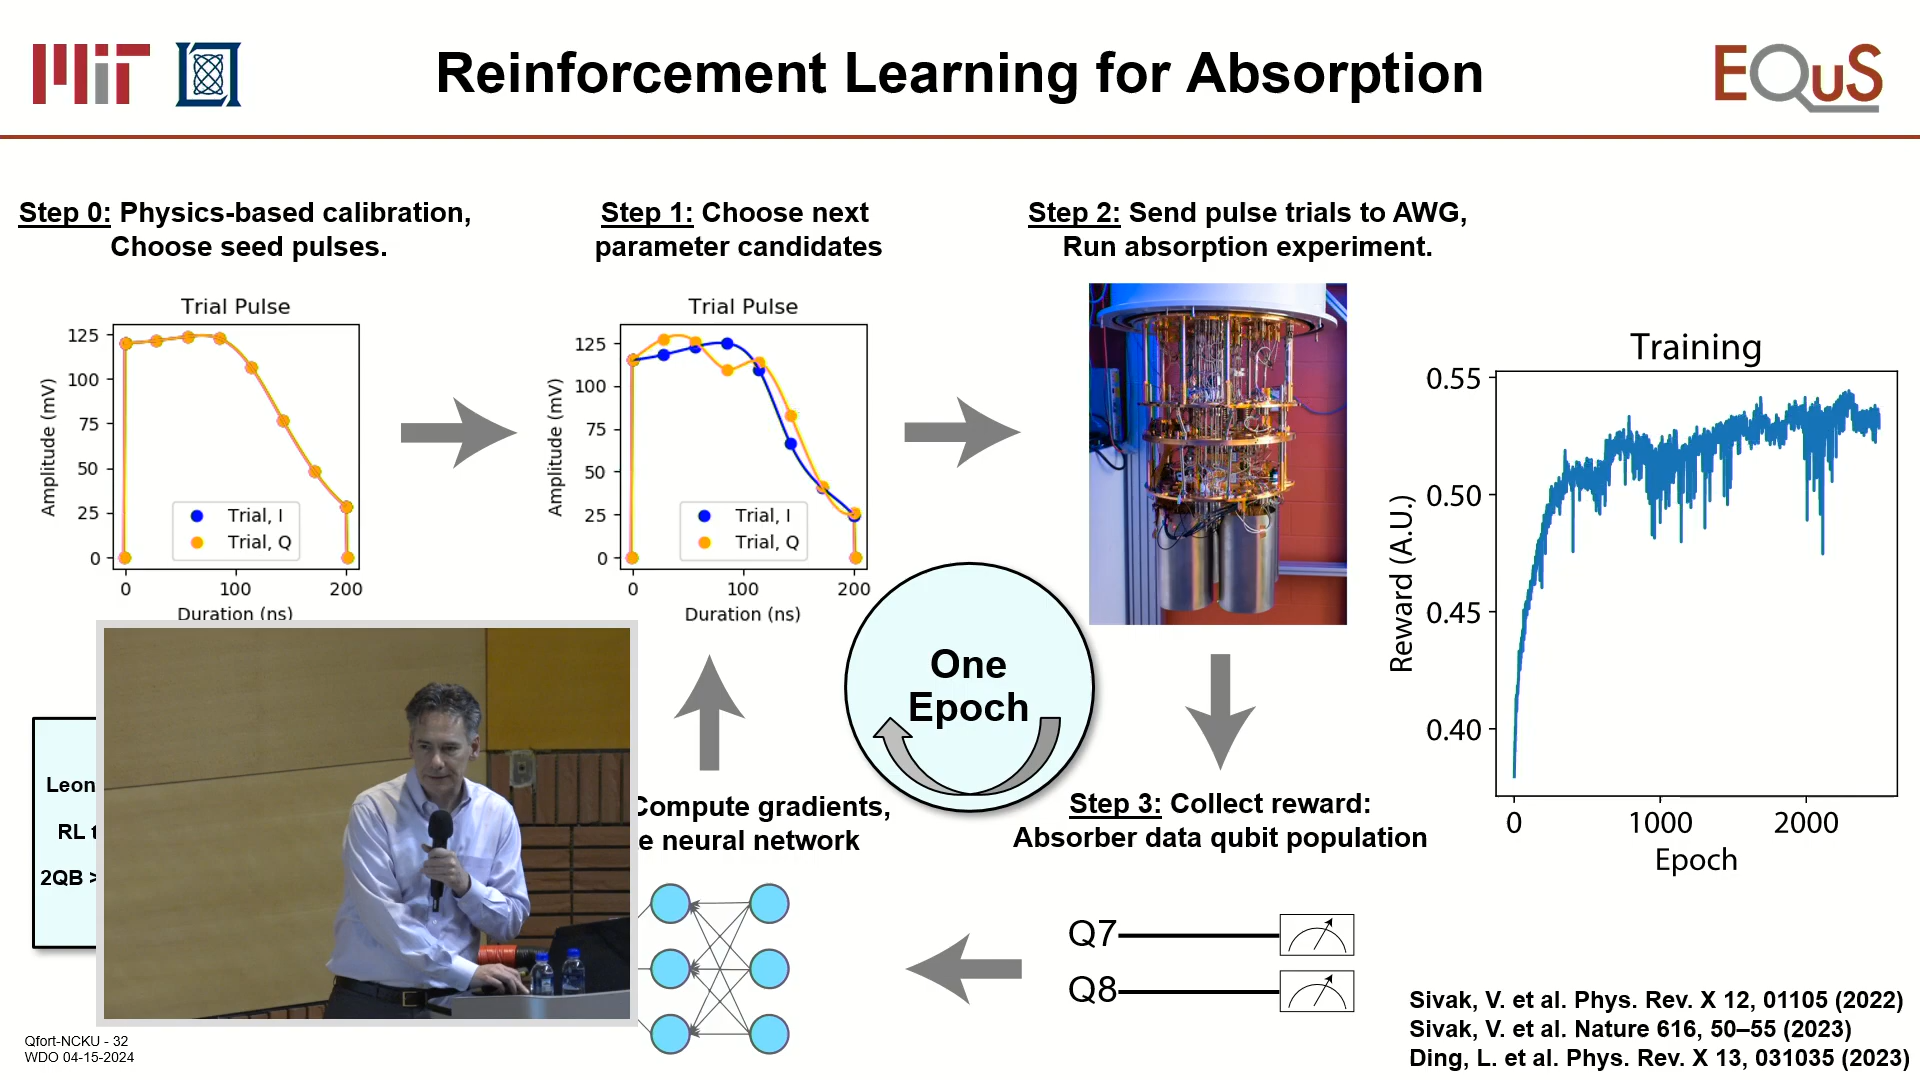 MIT
EQuS
Reinforcement Learning for Absorption
Step 0: Physics-based calibration,
Choose seed pulses.
Step 1: Choose next
parameter candidates
Step 2: Send pulse trials to AWG,
Run absorption experiment.
Trial Pulse
125
100
75
50
25
0
Amplitude (mV)
Trial, I
Trial, Q
0 100 200
Duration (ns)
Trial Pulse
125
100
75
50
25
0
Amplitude (mV)
Trial, I
Trial, Q
0 100 200
Duration (ns)
Training
0.55
0.50
0.45
0.40
Reward (A.U.)
0 1000 2000
Epoch
One
Epoch
Leon
RL t
2QB >
Compute gradients,
e neural network
Step 3: Collect reward:
Absorber data qubit population
Q7
Q8
Sivak, V. et al. Phys. Rev. X 12, 01105 (2022)
Sivak, V. et al. Nature 616, 50–55 (2023)
Ding, L. et al. Phys. Rev. X 13, 031035 (2023)
Qfort-NCKU - 32
WDO 04-15-2024